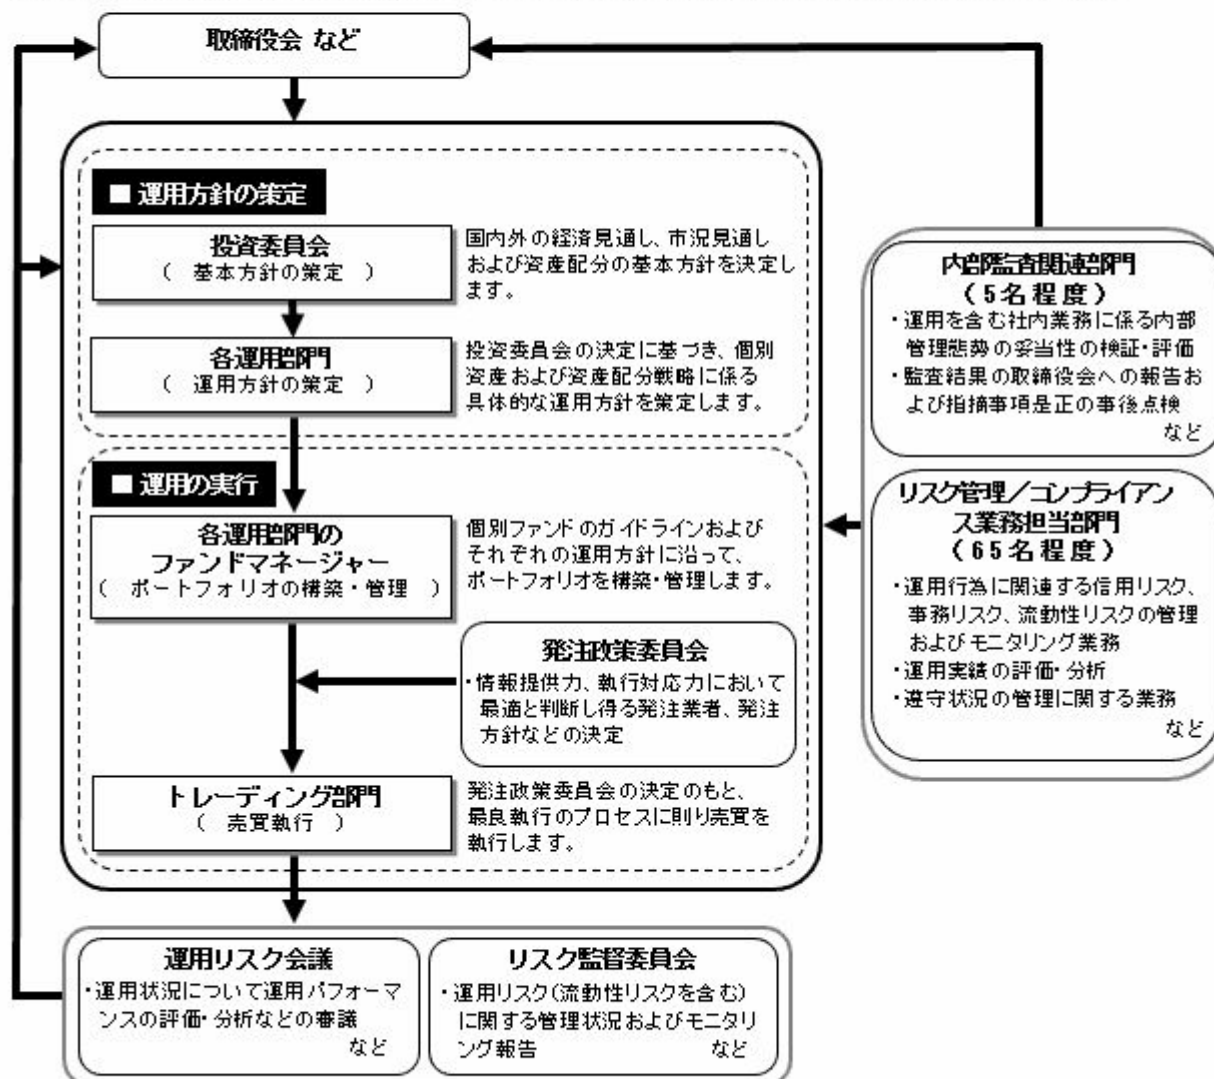 取締役会 など
■ 運用方針の策定
投資委員会
（ 基本方針の策定 ）
国内外の経済見通し、市況見通し
および資産配分の基本方針を決定し
ます。
各運用部門
（ 運用方針の策定 ）
投資委員会の決定に基づき、個別
資産および資産配分戦略に係る
具体的な運用方針を策定します。
■ 運用の実行
各運用部門の
ファンドマネージャー
（ ポートフォリオの構築・管理 ）
個別ファンドのガイドラインおよび
それぞれの運用方針に沿って、
ポートフォリオを構築・管理します。
発注政策委員会
・情報提供力、執行対応力において
最適と判断し得る発注業者、発注
方針などの決定
トレーディング部門
（ 売買執行 ）
発注政策委員会の決定のもと、
最良執行のプロセスに則り売買を
執行します。
内部監査関連部門
（５名程度）
・運用を含む社内業務に係る内部
管理態勢の妥当性の検証・評価
・監査結果の取締役会への報告お
よび指摘事項是正の事後点検
など
リスク管理／コンプライアン
ス業務担当部門
（６５名程度）
・運用行為に関連する信用リスク、
事務リスク、流動性リスクの管理
およびモニタリング業務
・運用実績の評価・分析
・遵守状況の管理に関する業務
など
運用リスク会議
・運用状況について運用パフォーマ
ンスの評価・分析などの審議
など
リスク監督委員会
・運用リスク（流動性リスクを含む）
に関する管理状況およびモニタリ
ング報告 など